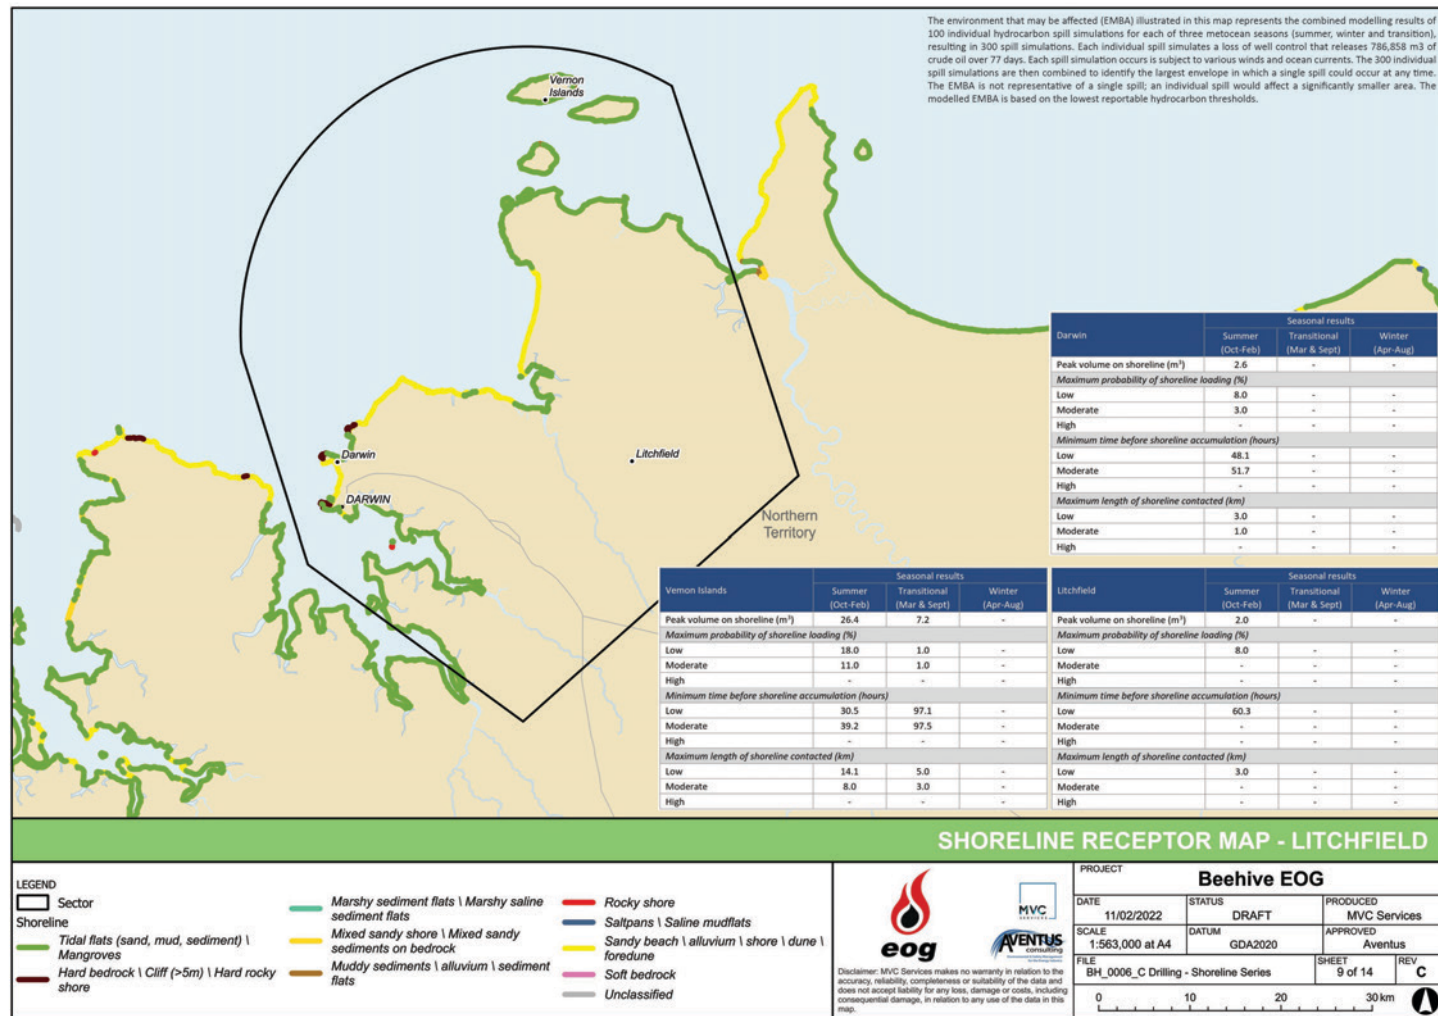 The environment that may be affected (EMBA) illustrated in this map represents the combined modelling results of
100 individual hydrocarbon spill simulations for each of three metocean seasons (summer, winter and transition),
resulting in 300 spill simulations. Each individual spill simulates a loss of well control that releases 786,858 m3 of
crude oil over 77 days. Each spill simulation occurs is subject to various winds and ocean currents. The 300 individual
spill simulations are then combined to identify the largest envelope in which a single spill could occur at any time.
The EMBA is not representative of a single spill; an individual spill would affect a significantly smaller area. The
modelled EMBA is based on the lowest reportable hydrocarbon thresholds.
Vernon
Islands
Darwin
DARWIN
Litchfield
Northern
Territory
Darwin
Seasonal results
Summer (Oct-Feb) Transitional (Mar & Sept) Winter (Apr-Aug)
Peak volume on shoreline (m³) 2.6 - -
Maximum probability of shoreline loading (%)
Low 8.0 - -
Moderate 3.0 - -
High - - -
Minimum time before shoreline accumulation (hours)
Low 48.1 - -
Moderate 51.7 - -
High - - -
Maximum length of shoreline contacted (km)
Low 3.0 - -
Moderate 1.0 - -
High - - -
Vernon Islands
Seasonal results
Summer (Oct-Feb) Transitional (Mar & Sept) Winter (Apr-Aug)
Peak volume on shoreline (m³) 26.4 7.2 -
Maximum probability of shoreline loading (%)
Low 18.0 1.0 -
Moderate 11.0 1.0 -
High - - -
Minimum time before shoreline accumulation (hours)
Low 30.5 97.1 -
Moderate 39.2 97.5 -
High - - -
Maximum length of shoreline contacted (km)
Low 14.1 5.0 -
Moderate 8.0 3.0 -
High - - -
Litchfield
Seasonal results
Summer (Oct-Feb) Transitional (Mar & Sept) Winter (Apr-Aug)
Peak volume on shoreline (m³) 2.0 - -
Maximum probability of shoreline loading (%)
Low 8.0 - -
Moderate - - -
High - - -
Minimum time before shoreline accumulation (hours)
Low 60.3 - -
Moderate - - -
High - - -
Maximum length of shoreline contacted (km)
Low 3.0 - -
Moderate - - -
High - - -
SHORELINE RECEPTOR MAP - LITCHFIELD
LEGEND
Sector
Shoreline
Tidal flats (sand, mud, sediment) \
Mangroves
Hard bedrock \ Cliff (>5m) \ Hard rocky
shore
Marshy sediment flats \ Marshy saline
sediment flats
Mixed sandy shore \ Mixed sandy
sediments on bedrock
Muddy sediments \ alluvium \ sediment
flats
Rocky shore
Saltpans \ Saline mudflats
Sandy beach \ alluvium \ shore \ dune \
foredune
Soft bedrock
Unclassified
eog
MVC
SERVICES
AVENTUS
consulting
Disclaimer: MVC Services makes no warranty in relation to the
accuracy, reliability, completeness or suitability of the data and
does not accept liability for any loss, damage or costs, including
consequential damage, in relation to any use of the data in this
map.
PROJECT
Beehive EOG
DATE
11/02/2022
STATUS
DRAFT
PRODUCED
MVC Services
SCALE
1:563,000 at A4
DATUM
GDA2020
APPROVED
Aventus
FILE
BH_0006_C Drilling - Shoreline Series
SHEET
9 of 14
REV
C
0 10 20 30 km